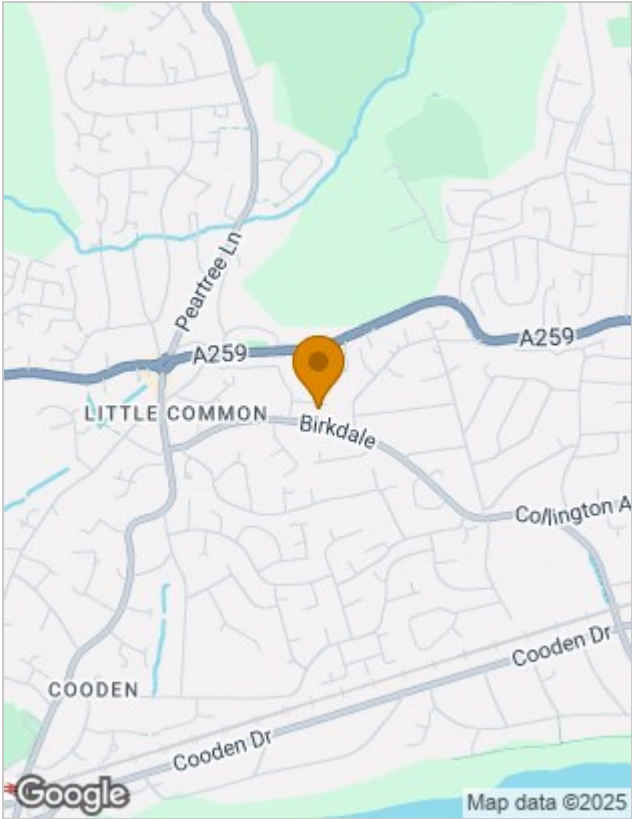 Peartree Ln
A259
A259
LITTLE COMMON
Birkdale
Collington A
Cooden Dr
COODEN
Cooden Dr
Google
Map data ©2025